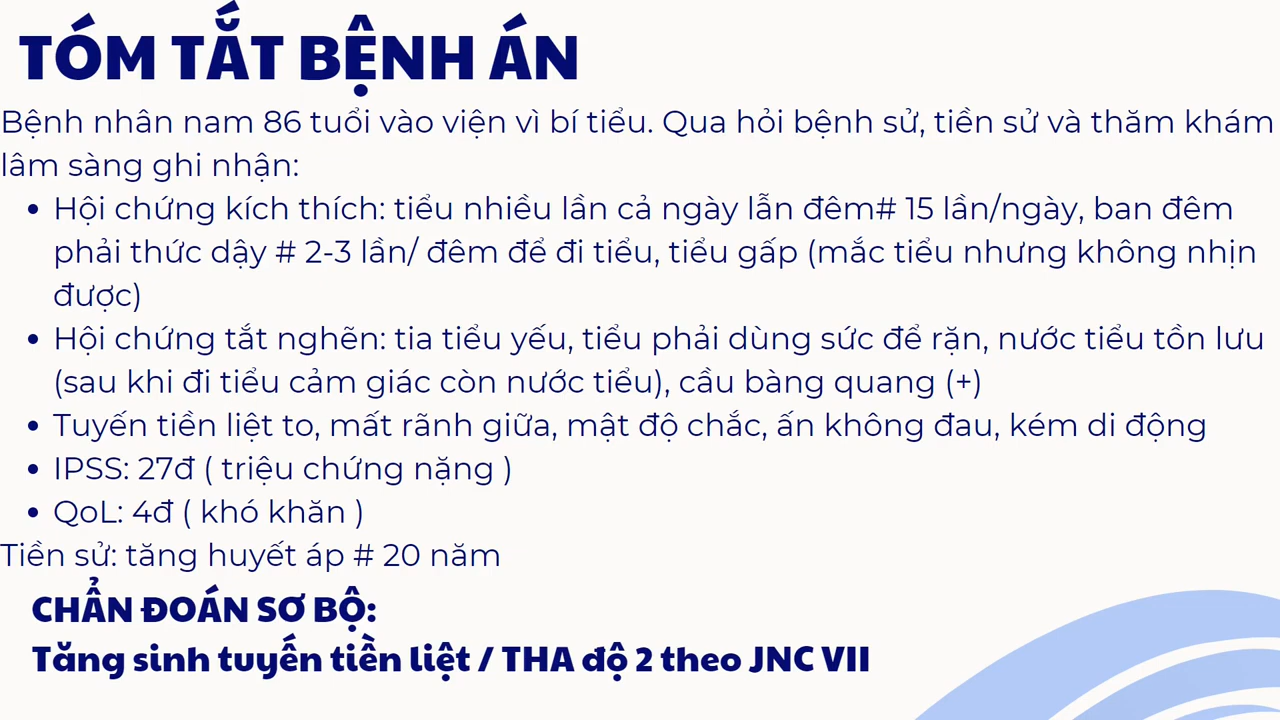 TÓM TẮT BỆNH ÁN
Bệnh nhân nam 86 tuổi vào viện vì bí tiểu. Qua hỏi bệnh sử, tiền sử và thăm khám
lâm sàng ghi nhận:
• Hội chứng kích thích: tiểu nhiều lần cả ngày lẫn đêm# 15 lần/ngày, ban đêm
phải thức dậy # 2-3 lần/ đêm để đi tiểu, tiểu gấp (mắc tiểu nhưng không nhịn
được)
• Hội chứng tắt nghẽn: tia tiểu yếu, tiểu phải dùng sức để rặn, nước tiểu tồn lưu
(sau khi đi tiểu cảm giác còn nước tiểu), cầu bàng quang (+)
• Tuyến tiền liệt to, mất rãnh giữa, mật độ chắc, ấn không đau, kém di động
• IPSS: 27đ ( triệu chứng nặng )
• QoL: 4đ ( khó khăn )
Tiền sử: tăng huyết áp # 20 năm
CHẨN ĐOÁN SƠ BỘ:
Tăng sinh tuyến tiền liệt / THA độ 2 theo JNC VII